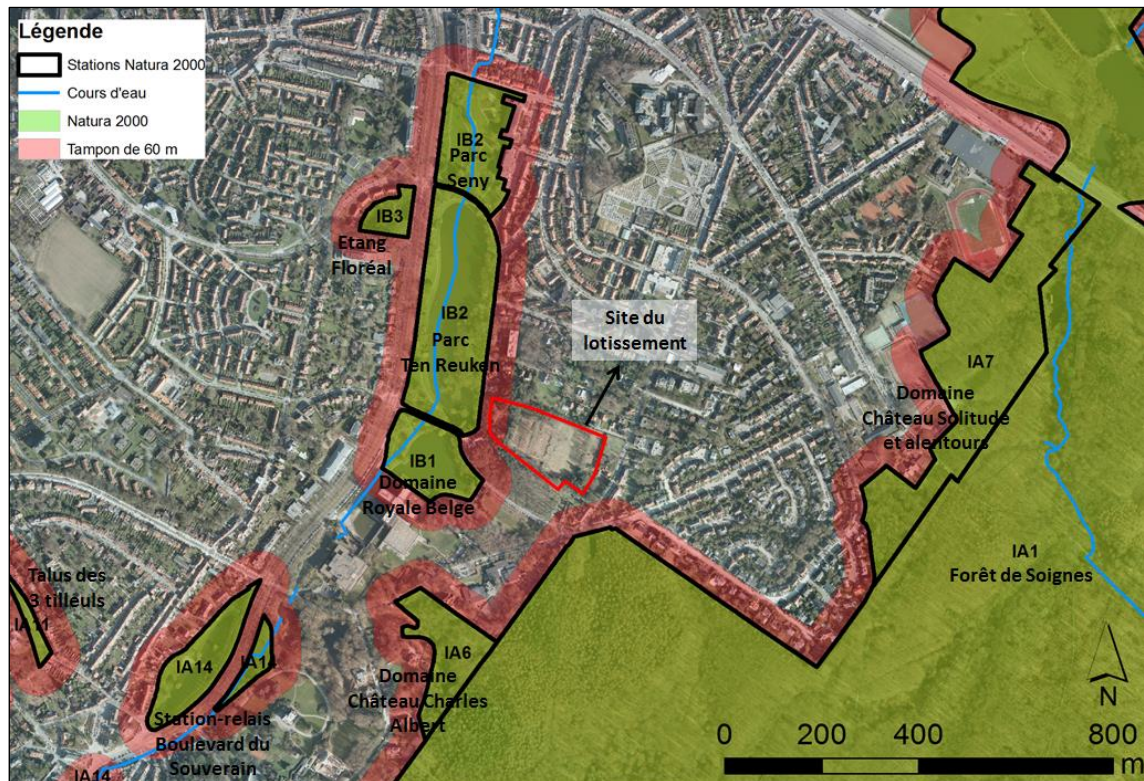 Légende
Stations Natura 2000
Cours d'eau
Natura 2000
Tampon de 60 m
IB2
Parc
Seny
IB3
Etang
Floréal
IB2
Parc
Ten Reuken
Site du
lotissement
IA7
Domaine
Château Solitude
et alentours
IB1
Domaine
Royale Belge
IA1
Forêt de Soignes
Talus des
3 tilleuls
IA11
IA14
IA14
Station-relais
Boulevard du
Souverain
IA14
IA6
Domaine
Château Charles
Albert
N
0 200 400 800
m